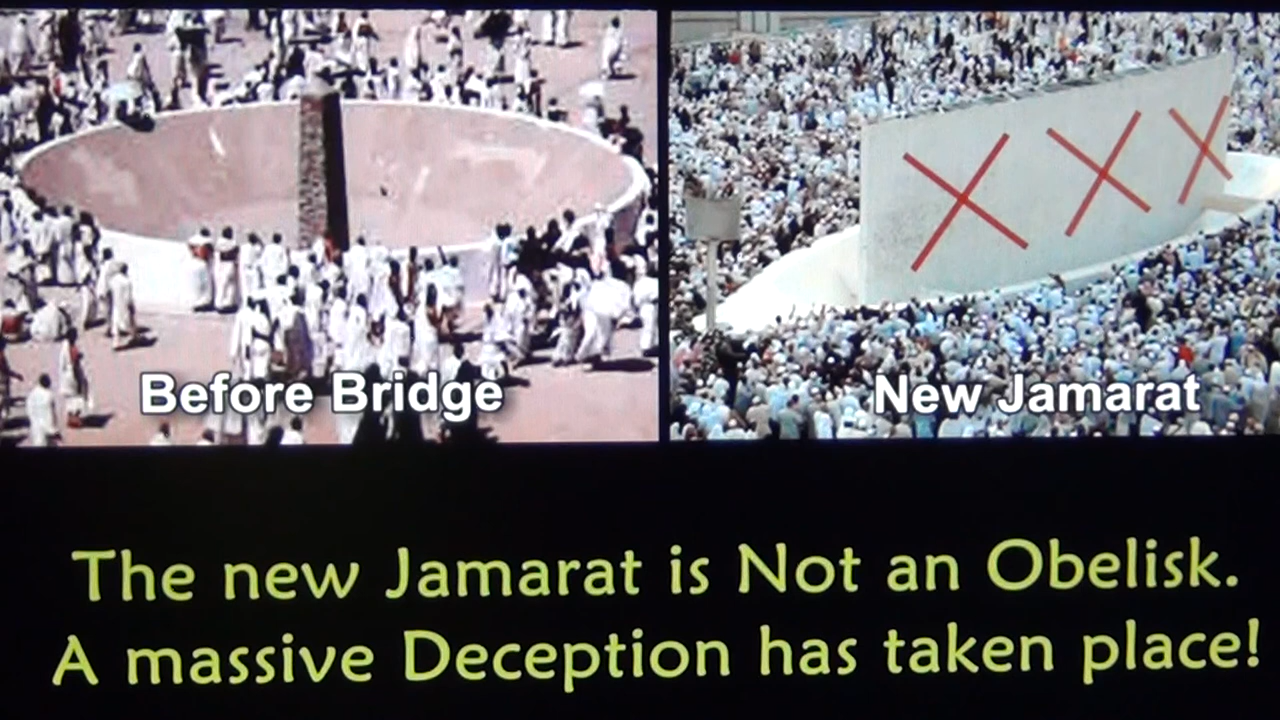 Before Bridge
New Jamarat
The new Jamarat is Not an Obelisk.
A massive Deception has taken place!